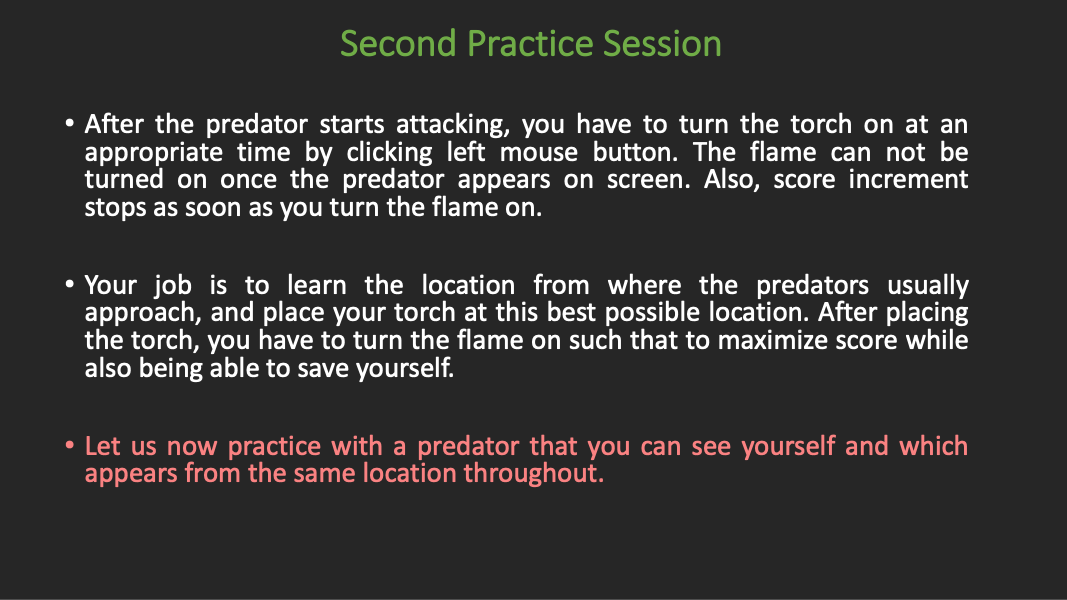 Second Practice Session
• After the predator starts attacking, you have to turn the torch on at an
appropriate time by clicking left mouse button. The flame can not be
turned on once the predator appears on screen. Also, score increment
stops as soon as you turn the flame on.
• Your job is to learn the location from where the predators usually
approach, and place your torch at this best possible location. After placing
the torch, you have to turn the flame on such that to maximize score while
also being able to save yourself.
• Let us now practice with a predator that you can see yourself and which
appears from the same location throughout.